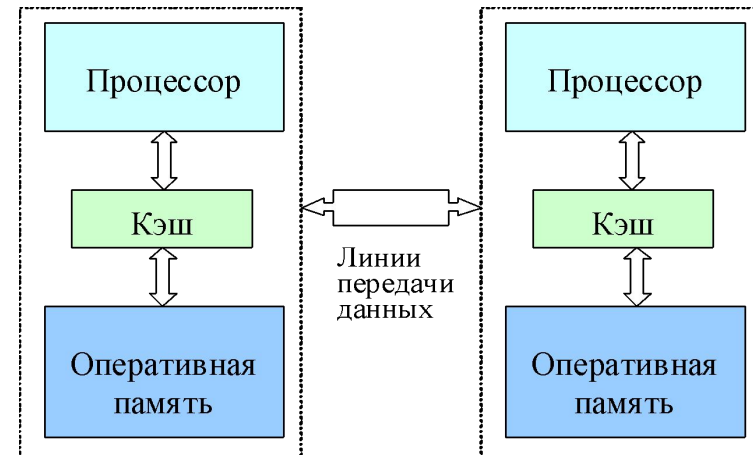 Процессор
Кэш
Оперативная
память
Линии
передачи
данных
Процессор
Кэш
Оперативная
память